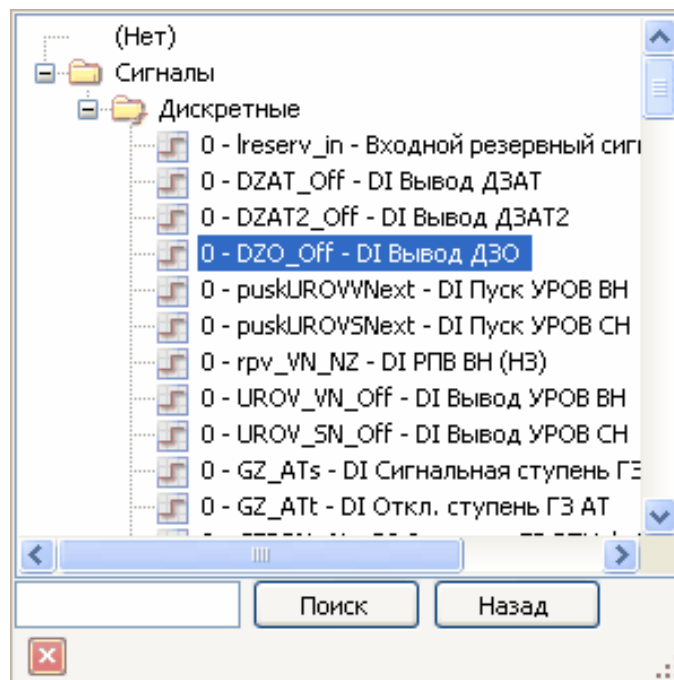 (Нет)
Сигналы
Дискретные
0 - lreserv_in - Входной резервный сигн
0 - DZAT_Off - DI Вывод ДЗАТ
0 - DZAT2_Off - DI Вывод ДЗАТ2
0 - DZO_Off - DI Вывод ДЗО
0 - puskUROVVNext - DI Пуск УРОВ ВН
0 - puskUROVSNext - DI Пуск УРОВ СН
0 - rpv_VN_NZ - DI РПВ ВН (НЗ)
0 - UROV_VN_Off - DI Вывод УРОВ ВН
0 - UROV_SN_Off - DI Вывод УРОВ СН
0 - GZ_ATs - DI Сигнальная ступень ГЗ
0 - GZ_ATt - DI Откл. ступень ГЗ АТ
Поиск Назад